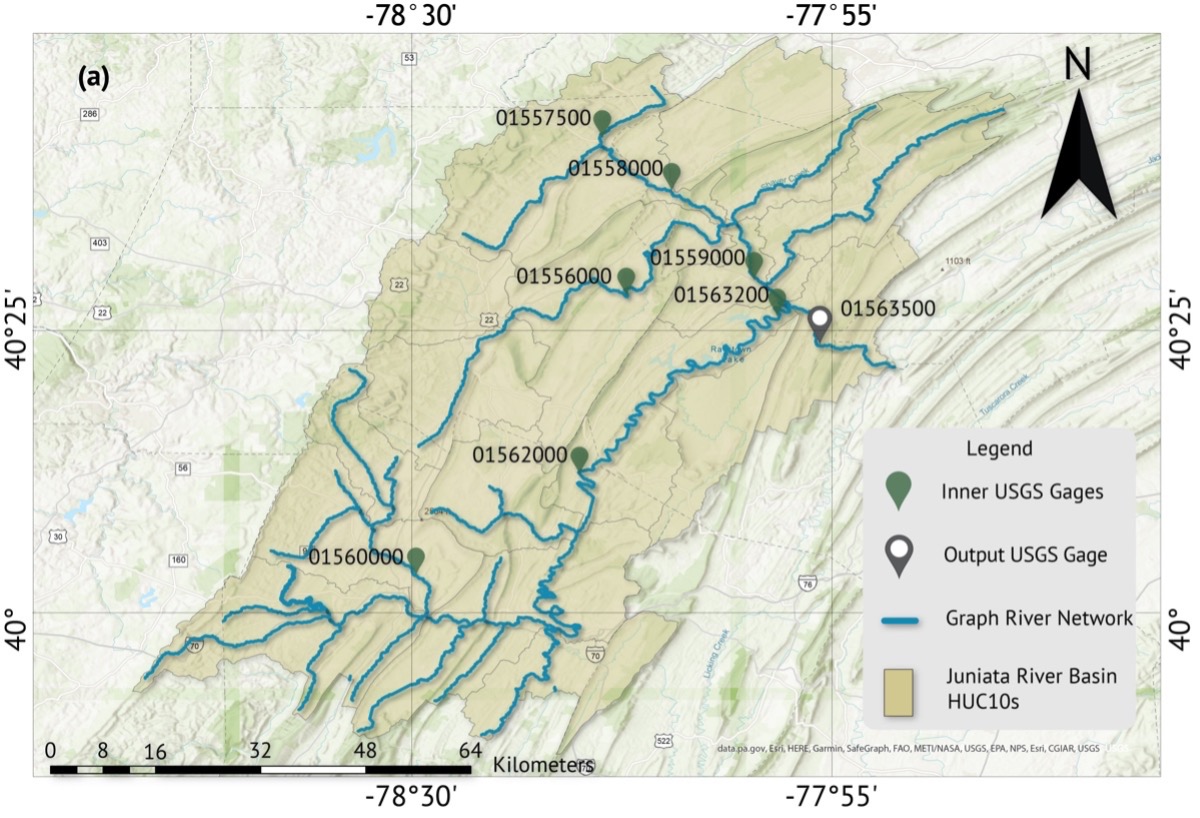 -78°30'
-77°55'
(a)
N
53
286
01557500
01558000
403
01559000
1103 ft
22
01556000
01563200
22
22
01563500
40°25'
40°25'
Lake
Tuscarora Creek
Legend
01562000
56
Inner USGS Gages
30
Output USGS Gage
160
01560000
76
40°
40°
Graph River Network
70
70
Licking Creek
Juniata River Basin
HUC10s
522
data.pa.gov, Esri, HERE, Garmin, SafeGraph, FAO, METI/NASA, USGS, EPA, NPS, Esri, CGIAR, USGS
0 8 16 32 48 64
Kilometers
-78°30'
-77°55'